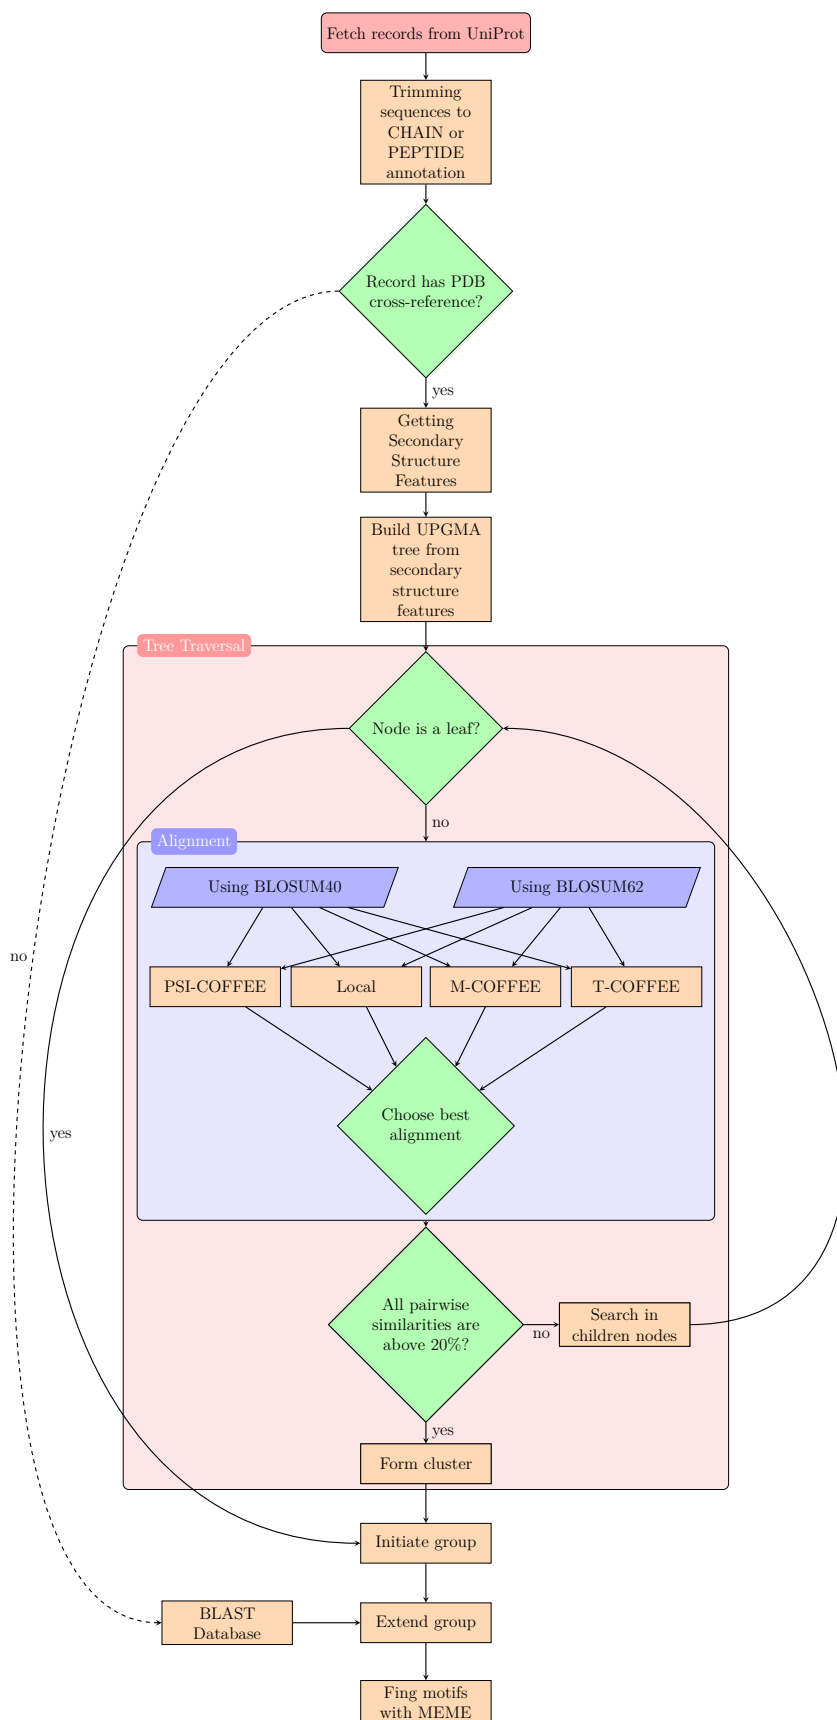 Fetch records from UniProt
Trimming
sequences to
CHAIN or
PEPTIDE
annotation
Record has PDB
cross-reference?
yes
Getting
Secondary
Structure
Features
Build UPGMA
tree from
secondary
structure
features
Tree Traversal
Node is a leaf?
no
Alignment
Using BLOSUM40
Using BLOSUM62
no
PSI-COFFEE
Local
M-COFFEE
T-COFFEE
Choose best
alignment
yes
All pairwise
similarities are
above 20%?
no
Search in
children nodes
yes
Form cluster
Initiate group
BLAST
Database
Extend group
Fing motifs
with MEME